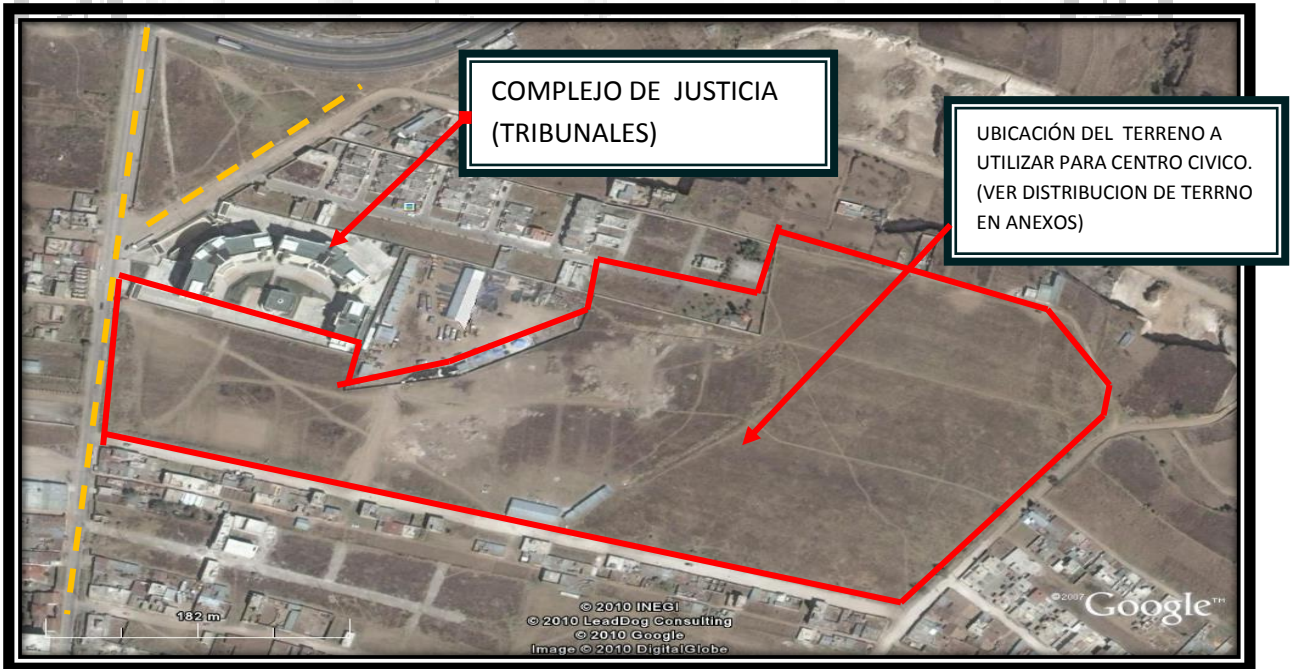 COMPLEJO DE JUSTICIA
(TRIBUNALES)
UBICACIÓN DEL TERRENO A
UTILIZAR PARA CENTRO CIVICO.
(VER DISTRIBUCION DE TERRNO
EN ANEXOS)
182 m
© 2010 INEGI
© 2010 LeadDog Consulting
© 2010 Google
Image © 2010 DigitalGlobe
©2007 Google™